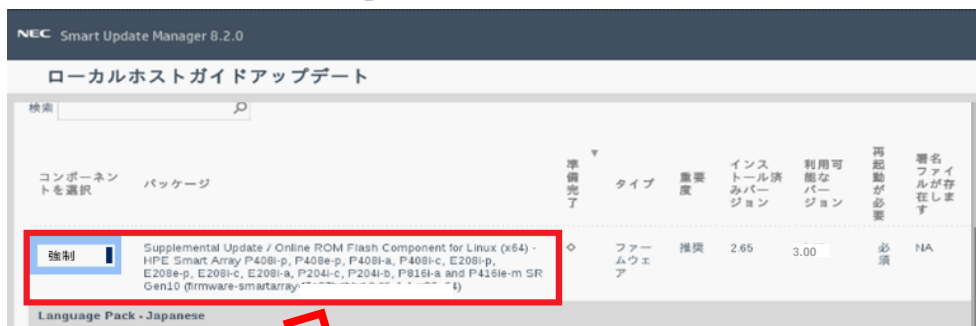 NEC Smart Update Manager 8.2.0
ローカルホストガイドアップデート
検索
コンポーネン
トを選択
パッケージ
準備完了
タイプ
重要
度
インス
トール済
みバー
ジョン
利用可
能な
バー
ジョン
再起動が必要
署名
ファイ
ルが存
在しま
す
強制
Supplemental Update / Online ROM Flash Component for Linux (x64) -
HPE Smart Array P408i-p, P408e-p, P408i-a, P408i-c, E208i-p,
E208e-p, E208i-c, E208i-a, P204i-c, P204i-b, P816i-a and P416ie-m SR
Gen10 (firmware-smartarray-
ファー
ムウェ
ア
推奨
2.65
3.00
必須
NA
Language Pack - Japanese